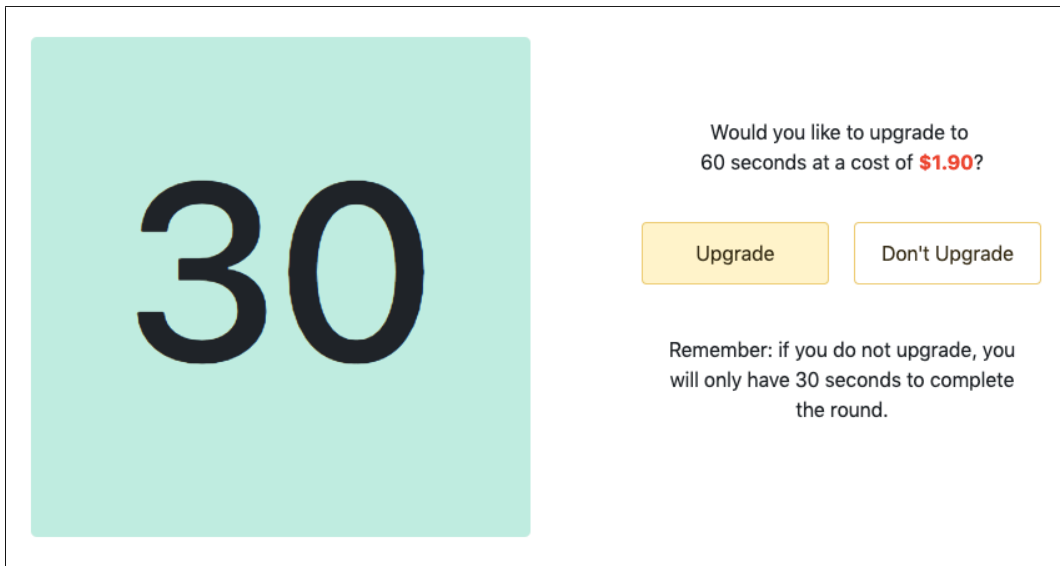 30
Would you like to upgrade to
60 seconds at a cost of $1.90?
Upgrade
Don't Upgrade
Remember: if you do not upgrade, you
will only have 30 seconds to complete
the round.